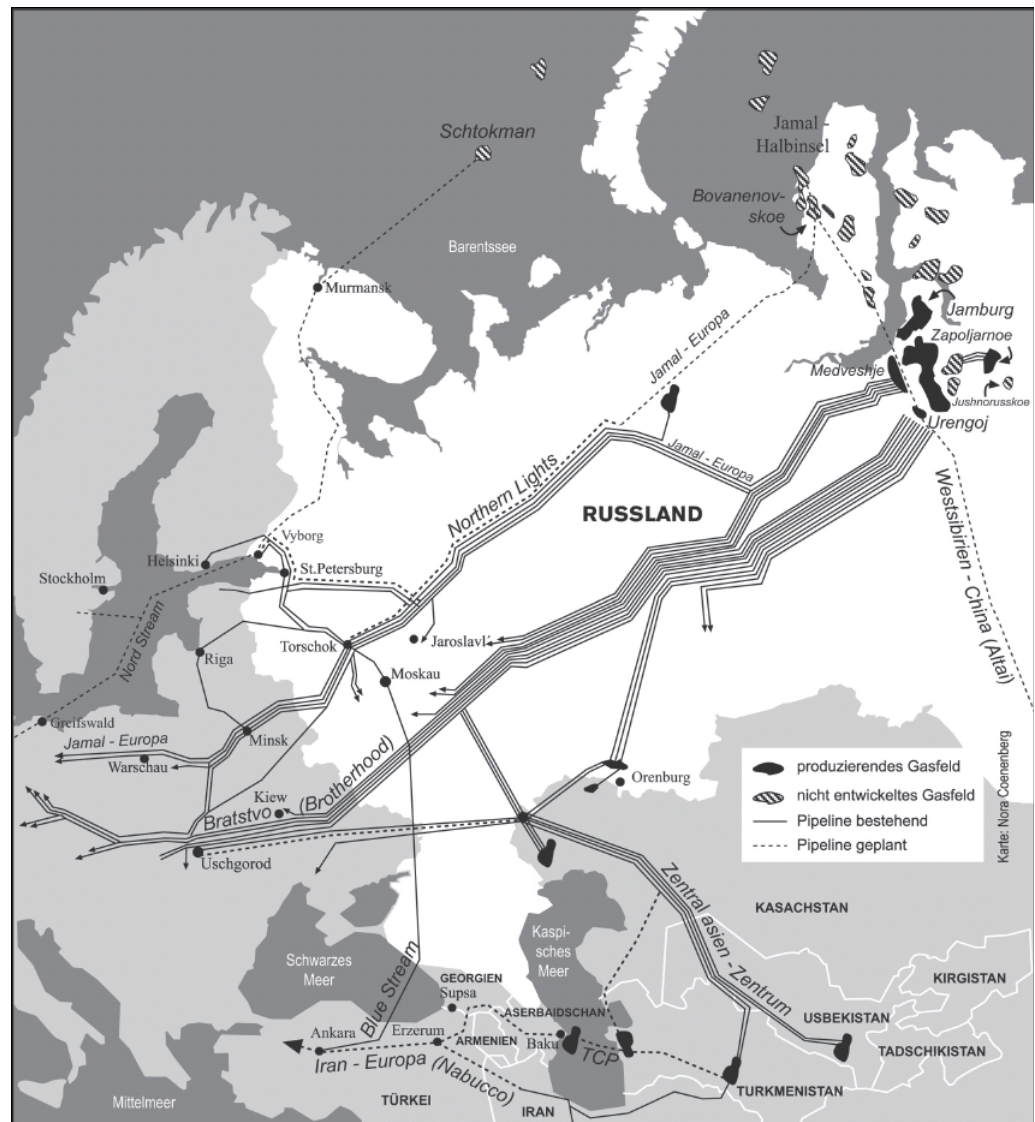 Schtokman
Jamal -
Halbinsel
Bovanenov-
skoe
Barentssee
Murmansk
Jamburg
Zapoljarnoe
Medveshje
Jushnorusskoe
Urengoj
Jamal - Europa
Jamal - Europa
Northern Lights
RUSSLAND
Westsibirien - China (Altai)
Vyborg
Helsinki
St.Petersburg
Stockholm
Nord Stream
Torschok
Jaroslavl´
Riga
Moskau
Greifswald
Jamal - Europa
Minsk
Warschau
Kiew
Bratstvo (Brotherhood)
Uschgorod
Orenburg
produzierendes Gasfeld
nicht entwickeltes Gasfeld
Pipeline bestehend
Pipeline geplant
Karte: Nora Coenenberg
KASACHSTAN
Zentral asien - Zentrum
Kaspi-
sches
Meer
Schwarzes
Meer
Blue Stream
GEORGIEN
Supsa
ASERBAIDSCHAN
KIRGISTAN
USBEKISTAN
TADSCHIKISTAN
Ankara
Erzerum
ARMENIEN
Baku
TCP
Iran - Europa (Nabucco)
TURKMENISTAN
TÜRKEI
IRAN
Mittelmeer